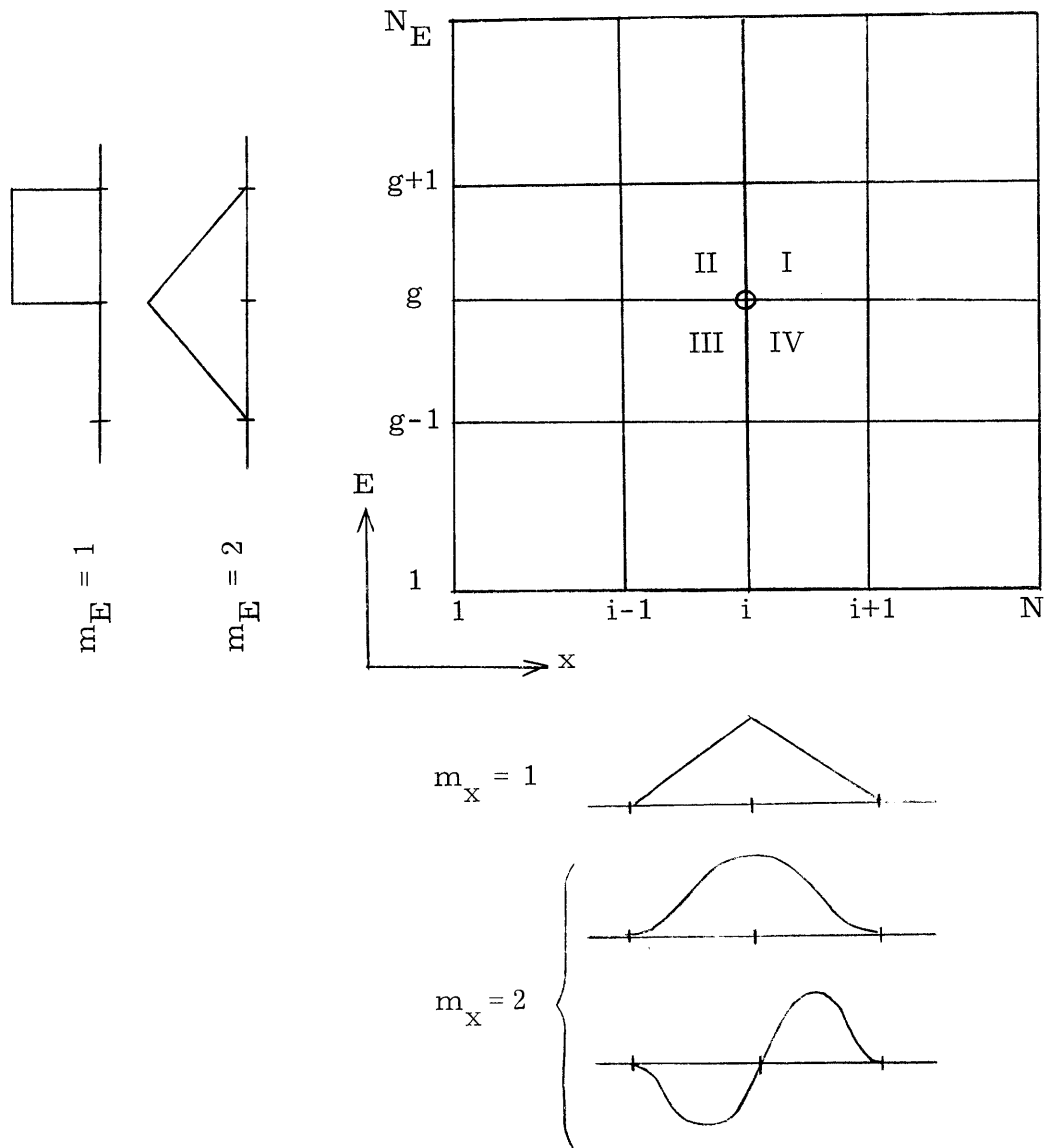 N_E
g+1
II I
g
III IV
g-1
E
1
1 i-1 i i+1 N
x
m_E = 1
m_E = 2
m_x = 1
m_x = 2